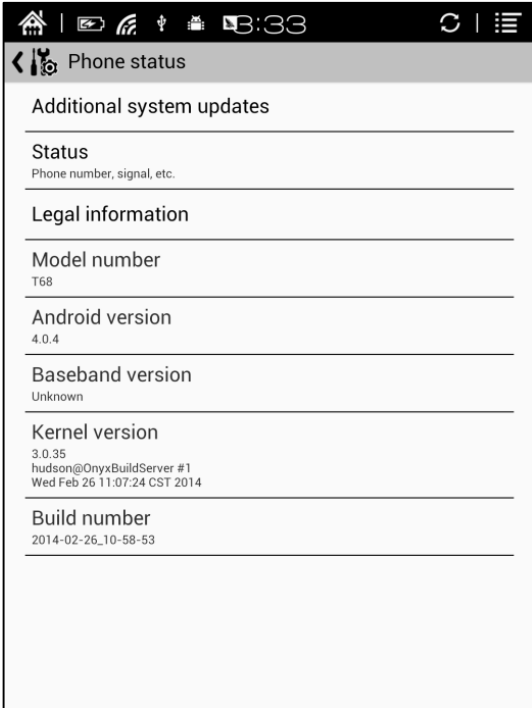 3:33
Phone status
Additional system updates
Status
Phone number, signal, etc.
Legal information
Model number
T68
Android version
4.0.4
Baseband version
Unknown
Kernel version
3.0.35
hudson@OnyxBuildServer #1
Wed Feb 26 11:07:24 CST 2014
Build number
2014-02-26_10-58-53